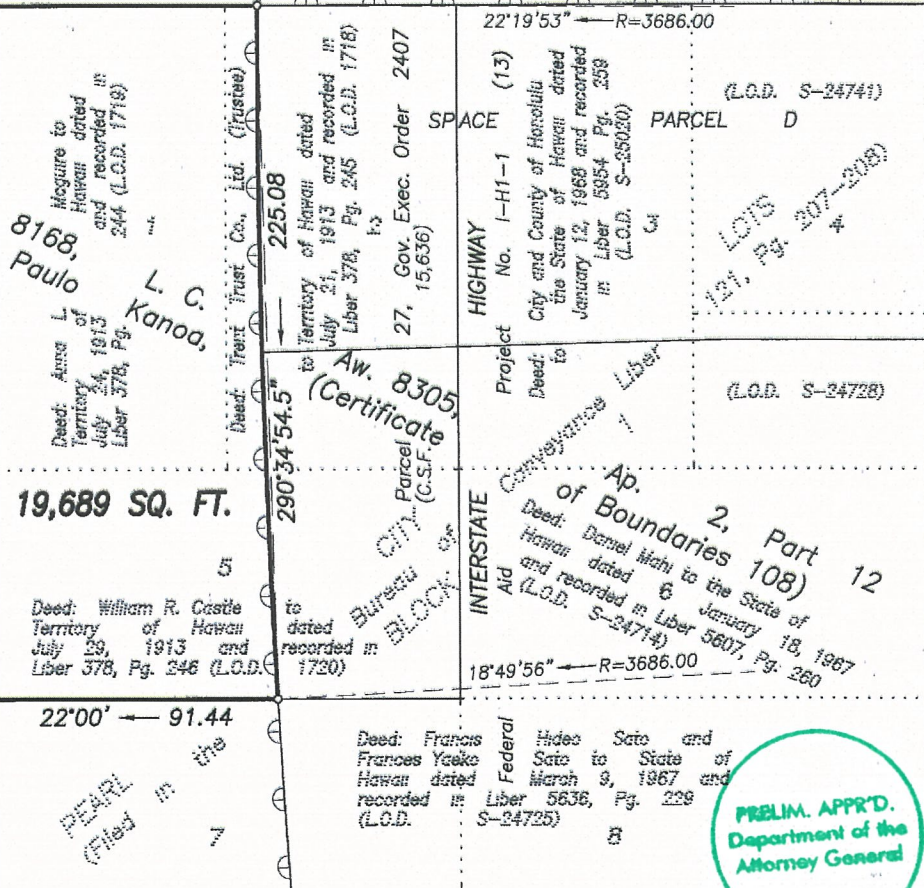 22°19'53" R=3686.00
Mcguire to
Hawaii dated
and recorded in
244 (L.O.D. 1719)
1
8168,
Paulo
L. C.
Kanoa,
Deed: Anna L.
Territory of
July 24, 1913
Liber 378, Pg.
Deed: Trent Trust Co., Ltd. (Trustee)
225.08
290°34'54.5"
to Territory of Hawaii dated
July 21, 1913 and recorded in
Liber 378, Pg. 245 (L.O.D. 1718)
to
27, Gov. Exec. Order 2407
15,636)
SPACE
PARCEL D
INTERSTATE HIGHWAY
Federal Aid Project No. I-H1-1 (13)
Deed: City and County of Honolulu
to the State of Hawaii dated
January 12, 1968 and recorded
in Liber 5954 Pg. 259
(L.O.D. S-25020)
3
(L.O.D. S-24741)
LOTS
121, Pg. 207-208)
4
Aw. 8305,
(Certificate
Parcel
(C.S.F.
Conveyance Liber
1
(L.O.D. S-24728)
19,689 SQ. FT.
5
CITY
Bureau of
BLOCK
Ap. 2, Part 12
of Boundaries 108)
Deed: Daniel Mahi to the State of
Hawaii dated January 18, 1967
and recorded in Liber 5607, Pg. 260
(L.O.D. S-24714)
6
Deed: William R. Castle to
Territory of Hawaii dated
July 29, 1913 and recorded in
Liber 378, Pg. 246 (L.O.D. 1720)
18°49'56" R=3686.00
22°00' 91.44
PEARL
(Filed in the
7
Deed: Francis Hideo Sato and
Frances Yaeko Sato to State of
Hawaii dated March 9, 1967 and
recorded in Liber 5636, Pg. 229
(L.O.D. S-24725)
8
PRELIM. APPR'D.
Department of the
Attorney General